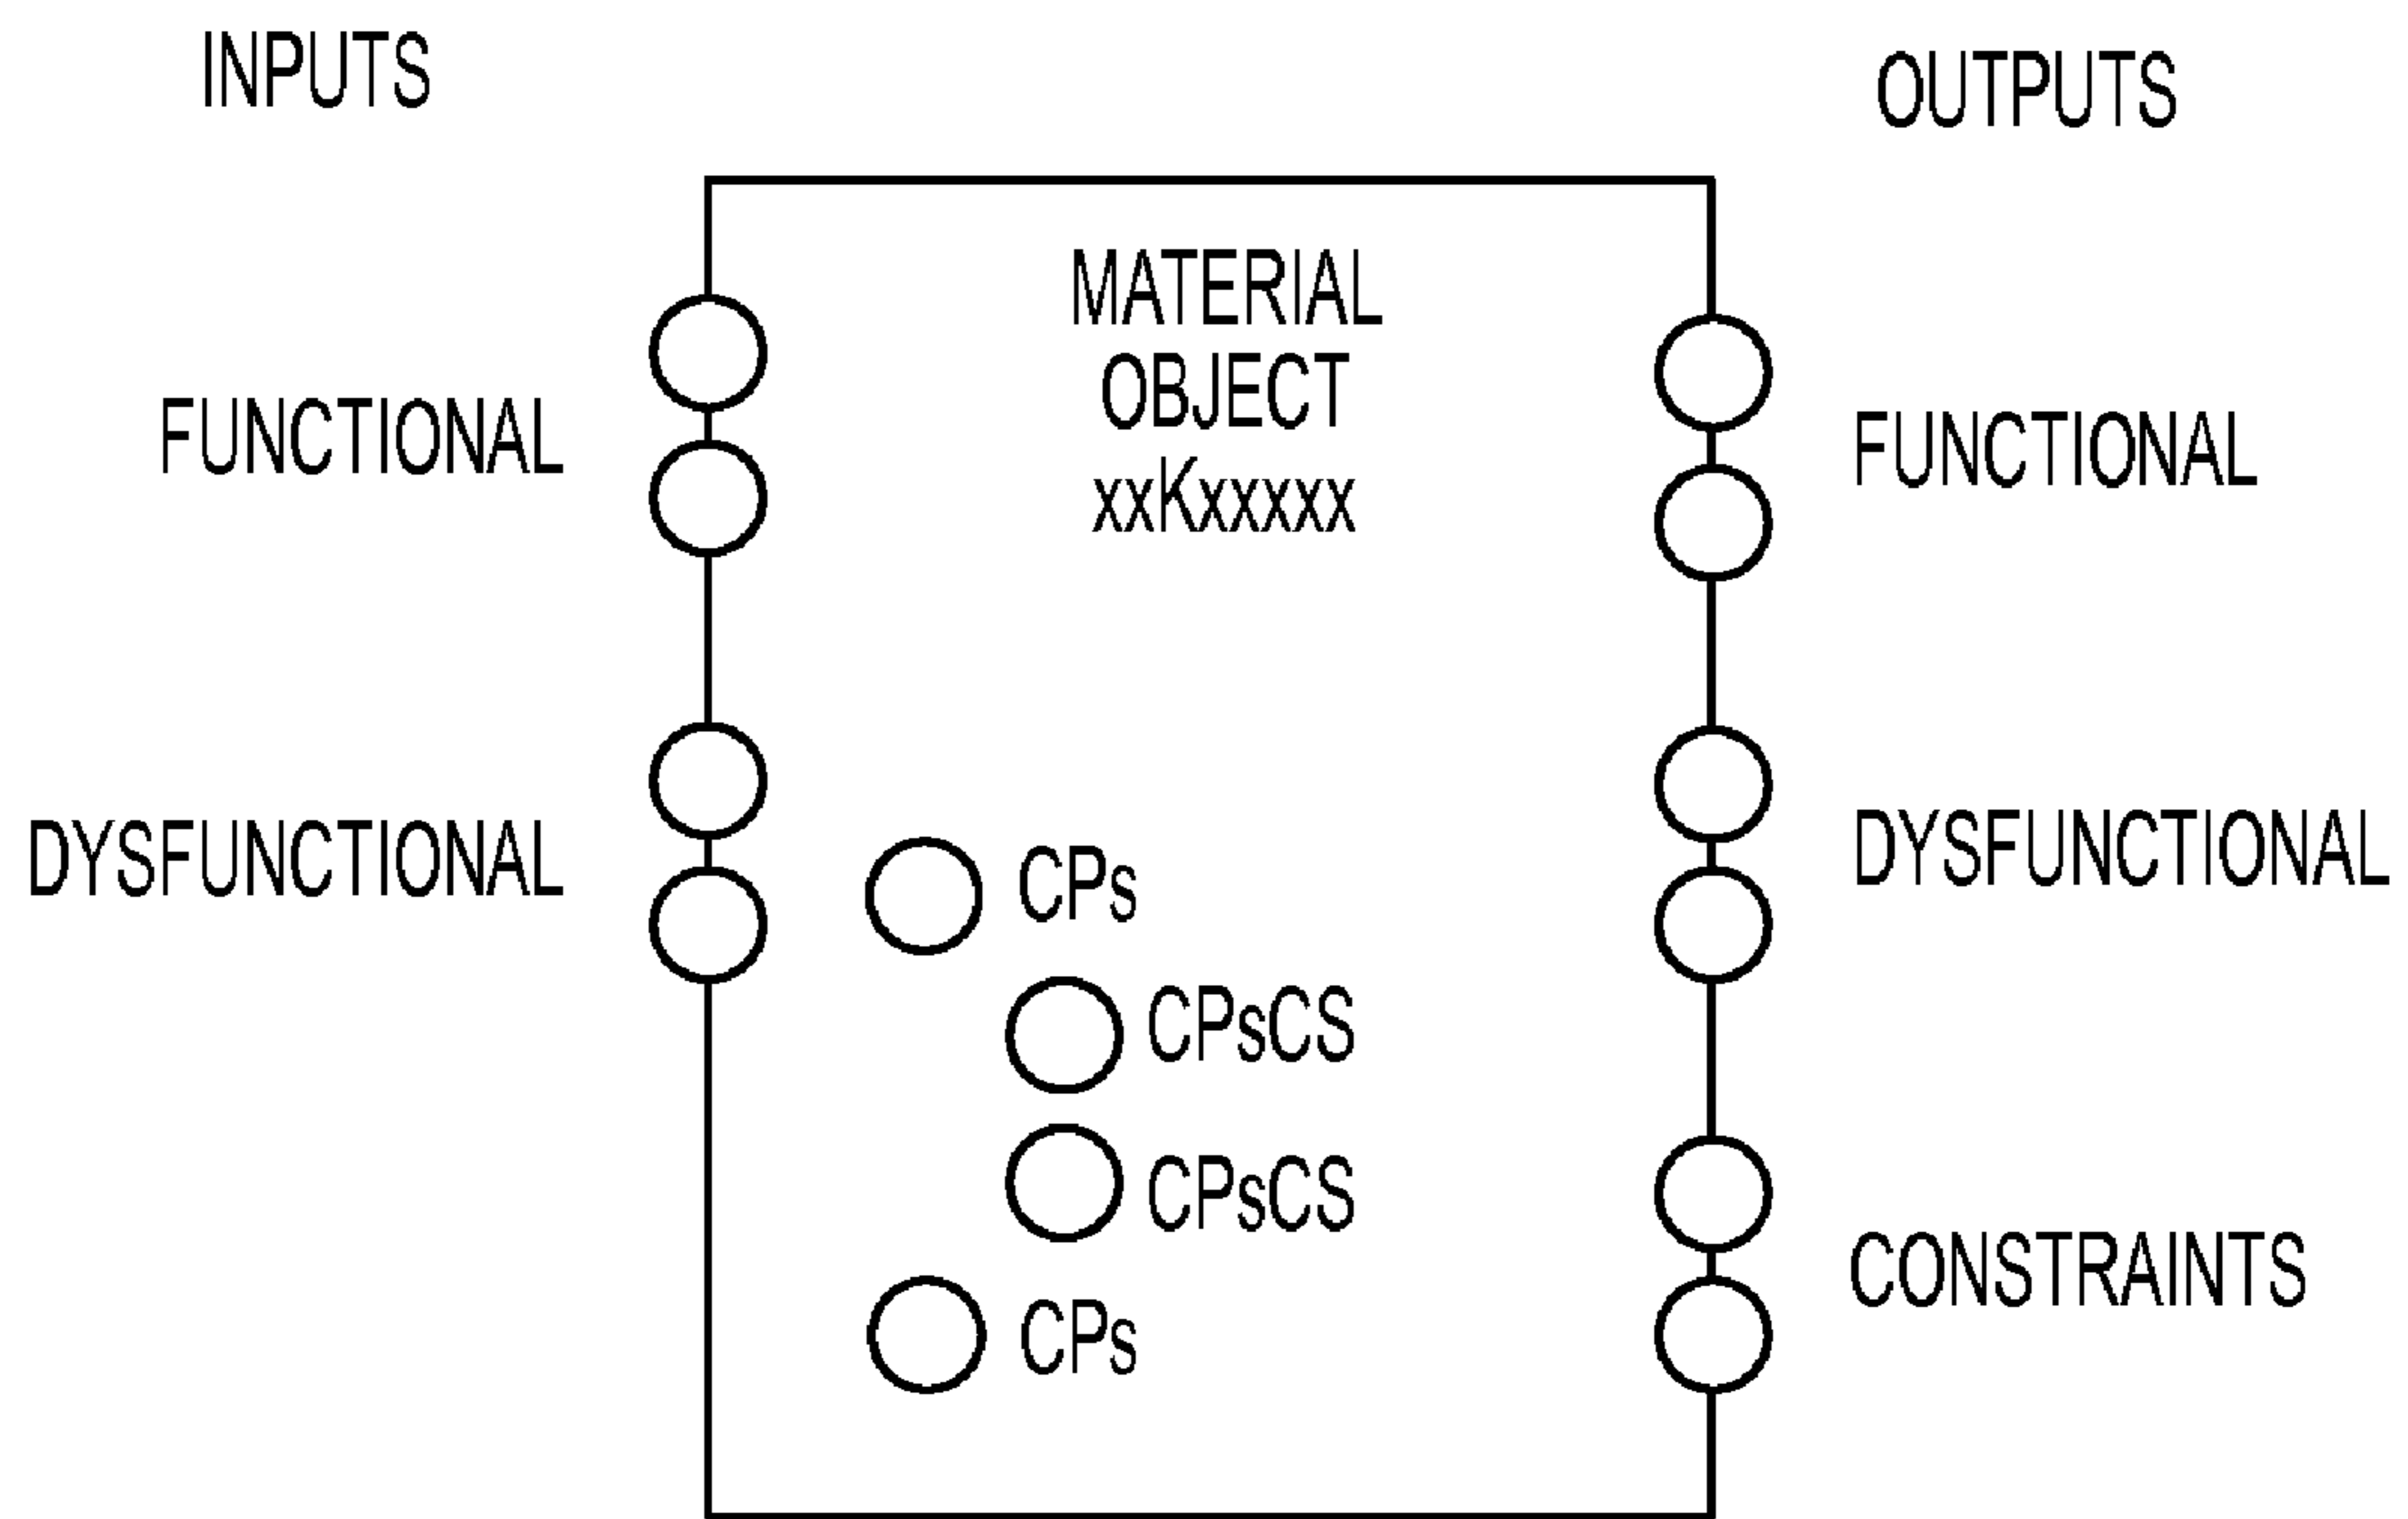 INPUTS
OUTPUTS
MATERIAL
OBJECT
xxKxxxxx
FUNCTIONAL
FUNCTIONAL
DYSFUNCTIONAL
DYSFUNCTIONAL
CPs
CPsCS
CPsCS
CPs
CONSTRAINTS